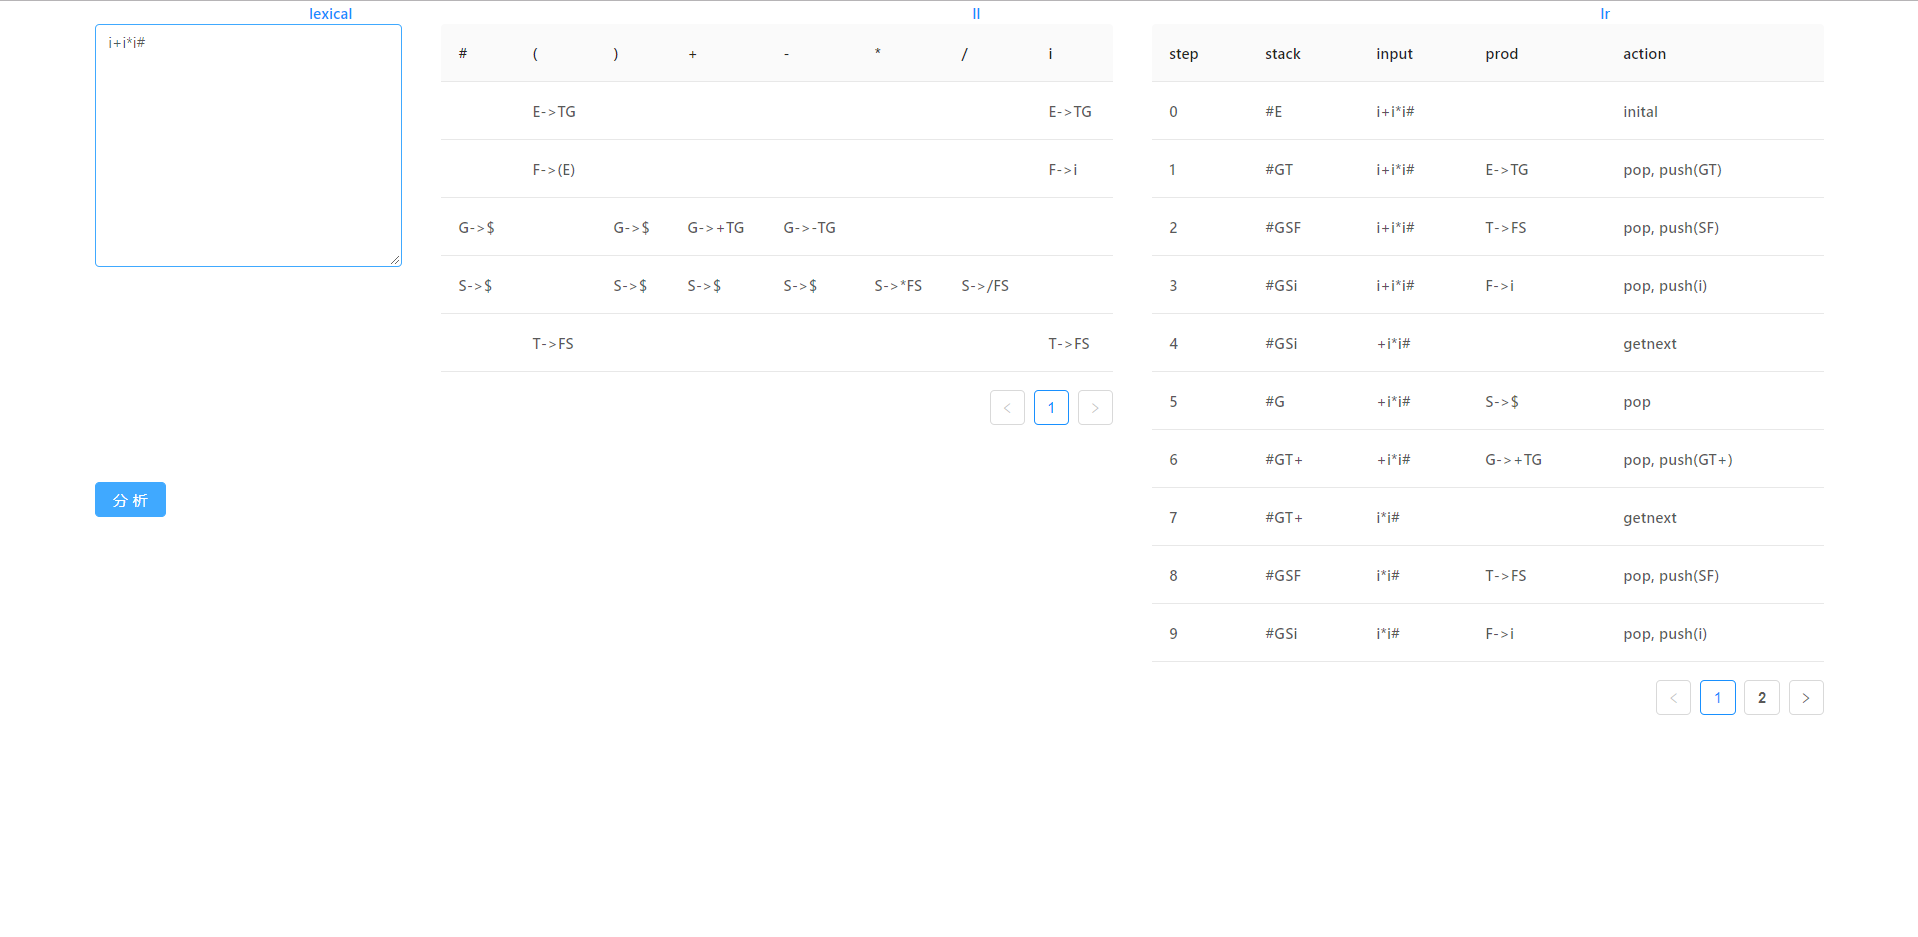 lexical ll lr
i+i*i#
# ( ) + - * / i
E->TG E->TG
F->(E) F->i
G->$ G->$ G->+TG G->-TG
S->$ S->$ S->$ S->$ S->*FS S->/FS
T->FS T->FS
< 1 >
分 析
step stack input prod action
0 #E i+i*i# inital
1 #GT i+i*i# E->TG pop, push(GT)
2 #GSF i+i*i# T->FS pop, push(SF)
3 #GSi i+i*i# F->i pop, push(i)
4 #GSi +i*i# getnext
5 #G +i*i# S->$ pop
6 #GT+ +i*i# G->+TG pop, push(GT+)
7 #GT+ i*i# getnext
8 #GSF i*i# T->FS pop, push(SF)
9 #GSi i*i# F->i pop, push(i)
< 1 2 >